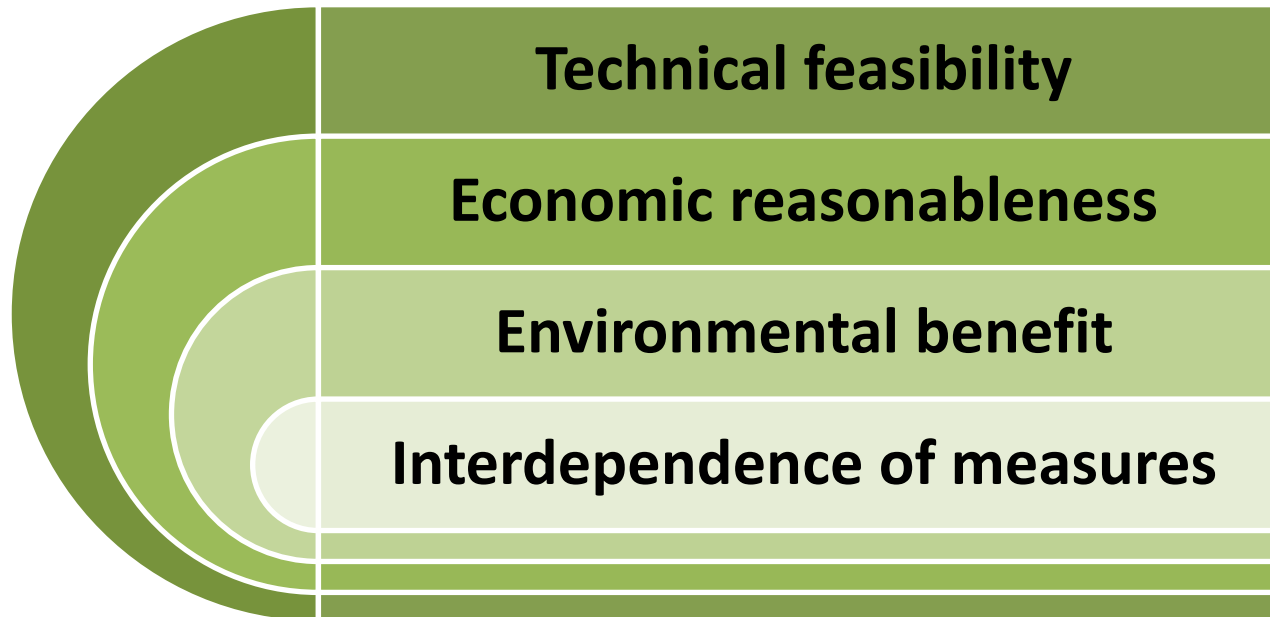 Technical feasibility
Economic reasonableness
Environmental benefit
Interdependence of measures